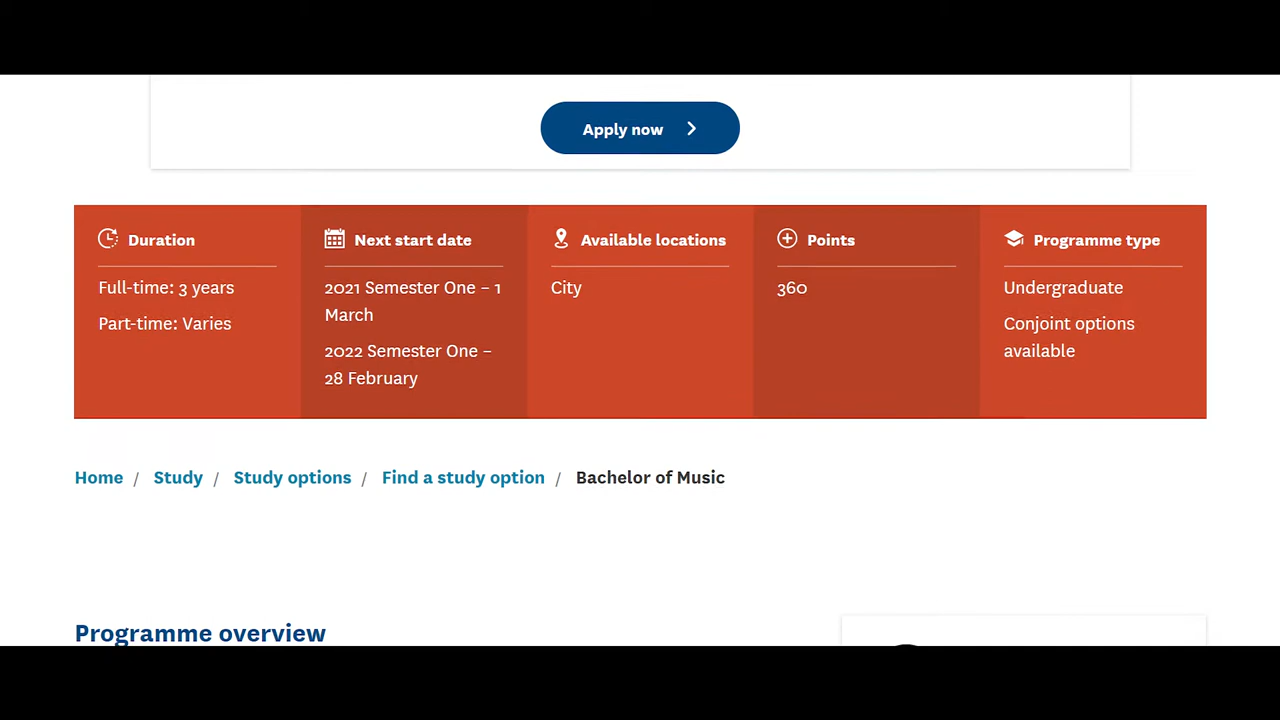 Apply now
Duration
Full-time: 3 years
Part-time: Varies
Next start date
2021 Semester One – 1
March
2022 Semester One –
28 February
Available locations
City
Points
360
Programme type
Undergraduate
Conjoint options
available
Home / Study / Study options / Find a study option / Bachelor of Music
Programme overview